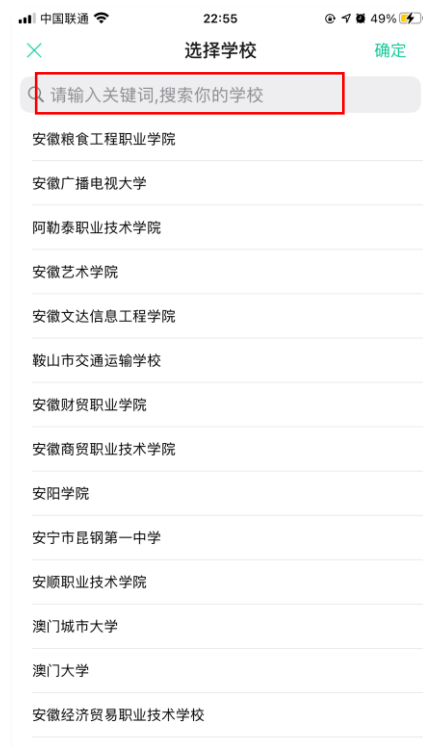 中国联通
22:55
49%
选择学校
确定
请输入关键词,搜索你的学校
安徽粮食工程职业学院
安徽广播电视大学
阿勒泰职业技术学院
安徽艺术学院
安徽文达信息工程学院
鞍山市交通运输学校
安徽财贸职业学院
安徽商贸职业技术学院
安阳学院
安宁市昆钢第一中学
安顺职业技术学院
澳门城市大学
澳门大学
安徽经济贸易职业技术学校